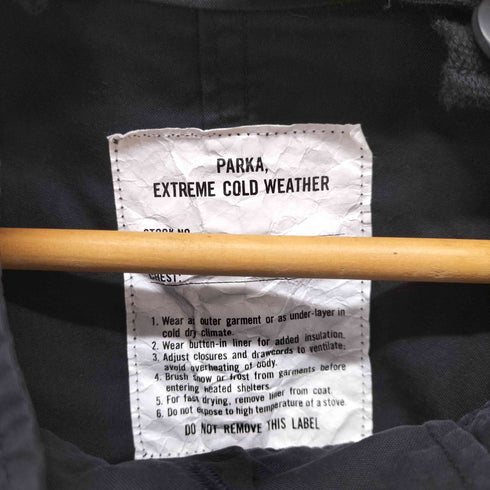 PARKA,
EXTREME COLD WEATHER
STOCK NO.
CHEST:
1. Wear as outer garment or as under-layer in
cold dry climate.
2. Wear button-in liner for added insulation.
3. Adjust closures and drawcords to ventilate;
avoid overheating of body.
4. Brush snow or frost from garments before
entering heated shelters.
5. For fast drying, remove liner from coat.
6. Do not expose to high temperature of a stove.
DO NOT REMOVE THIS LABEL